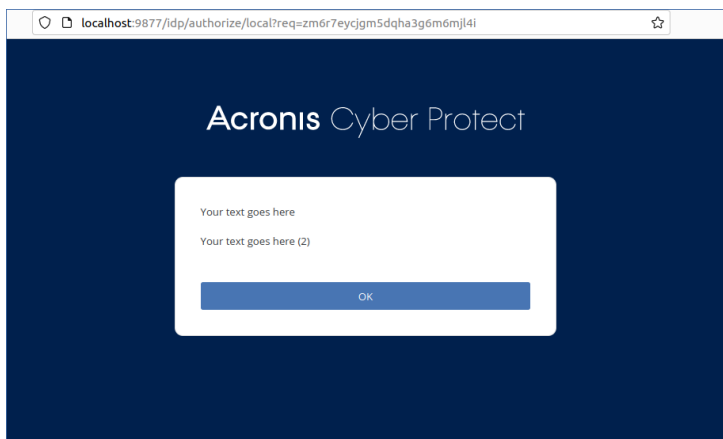 localhost:9877/idp/authorize/local?req=zm6r7eycjgm5dqha3g6m6mjl4i
Acronis Cyber Protect
Your text goes here
Your text goes here (2)
OK